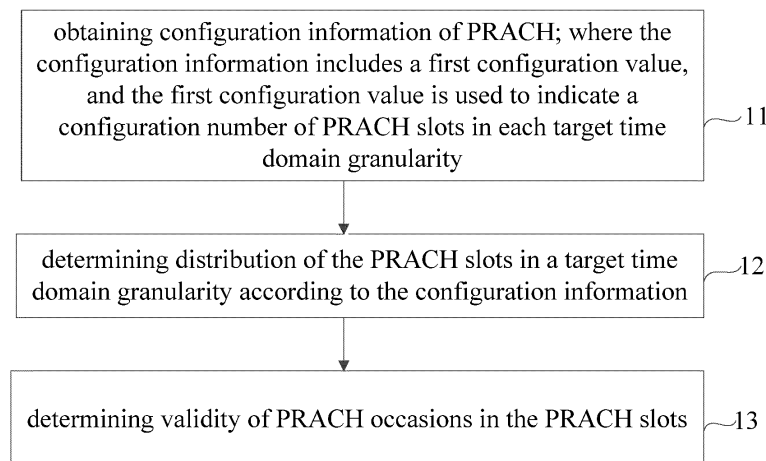 obtaining configuration information of PRACH; where the
configuration information includes a first configuration value,
and the first configuration value is used to indicate a
configuration number of PRACH slots in each target time
domain granularity
11
determining distribution of the PRACH slots in a target time
domain granularity according to the configuration information
12
determining validity of PRACH occasions in the PRACH slots
13